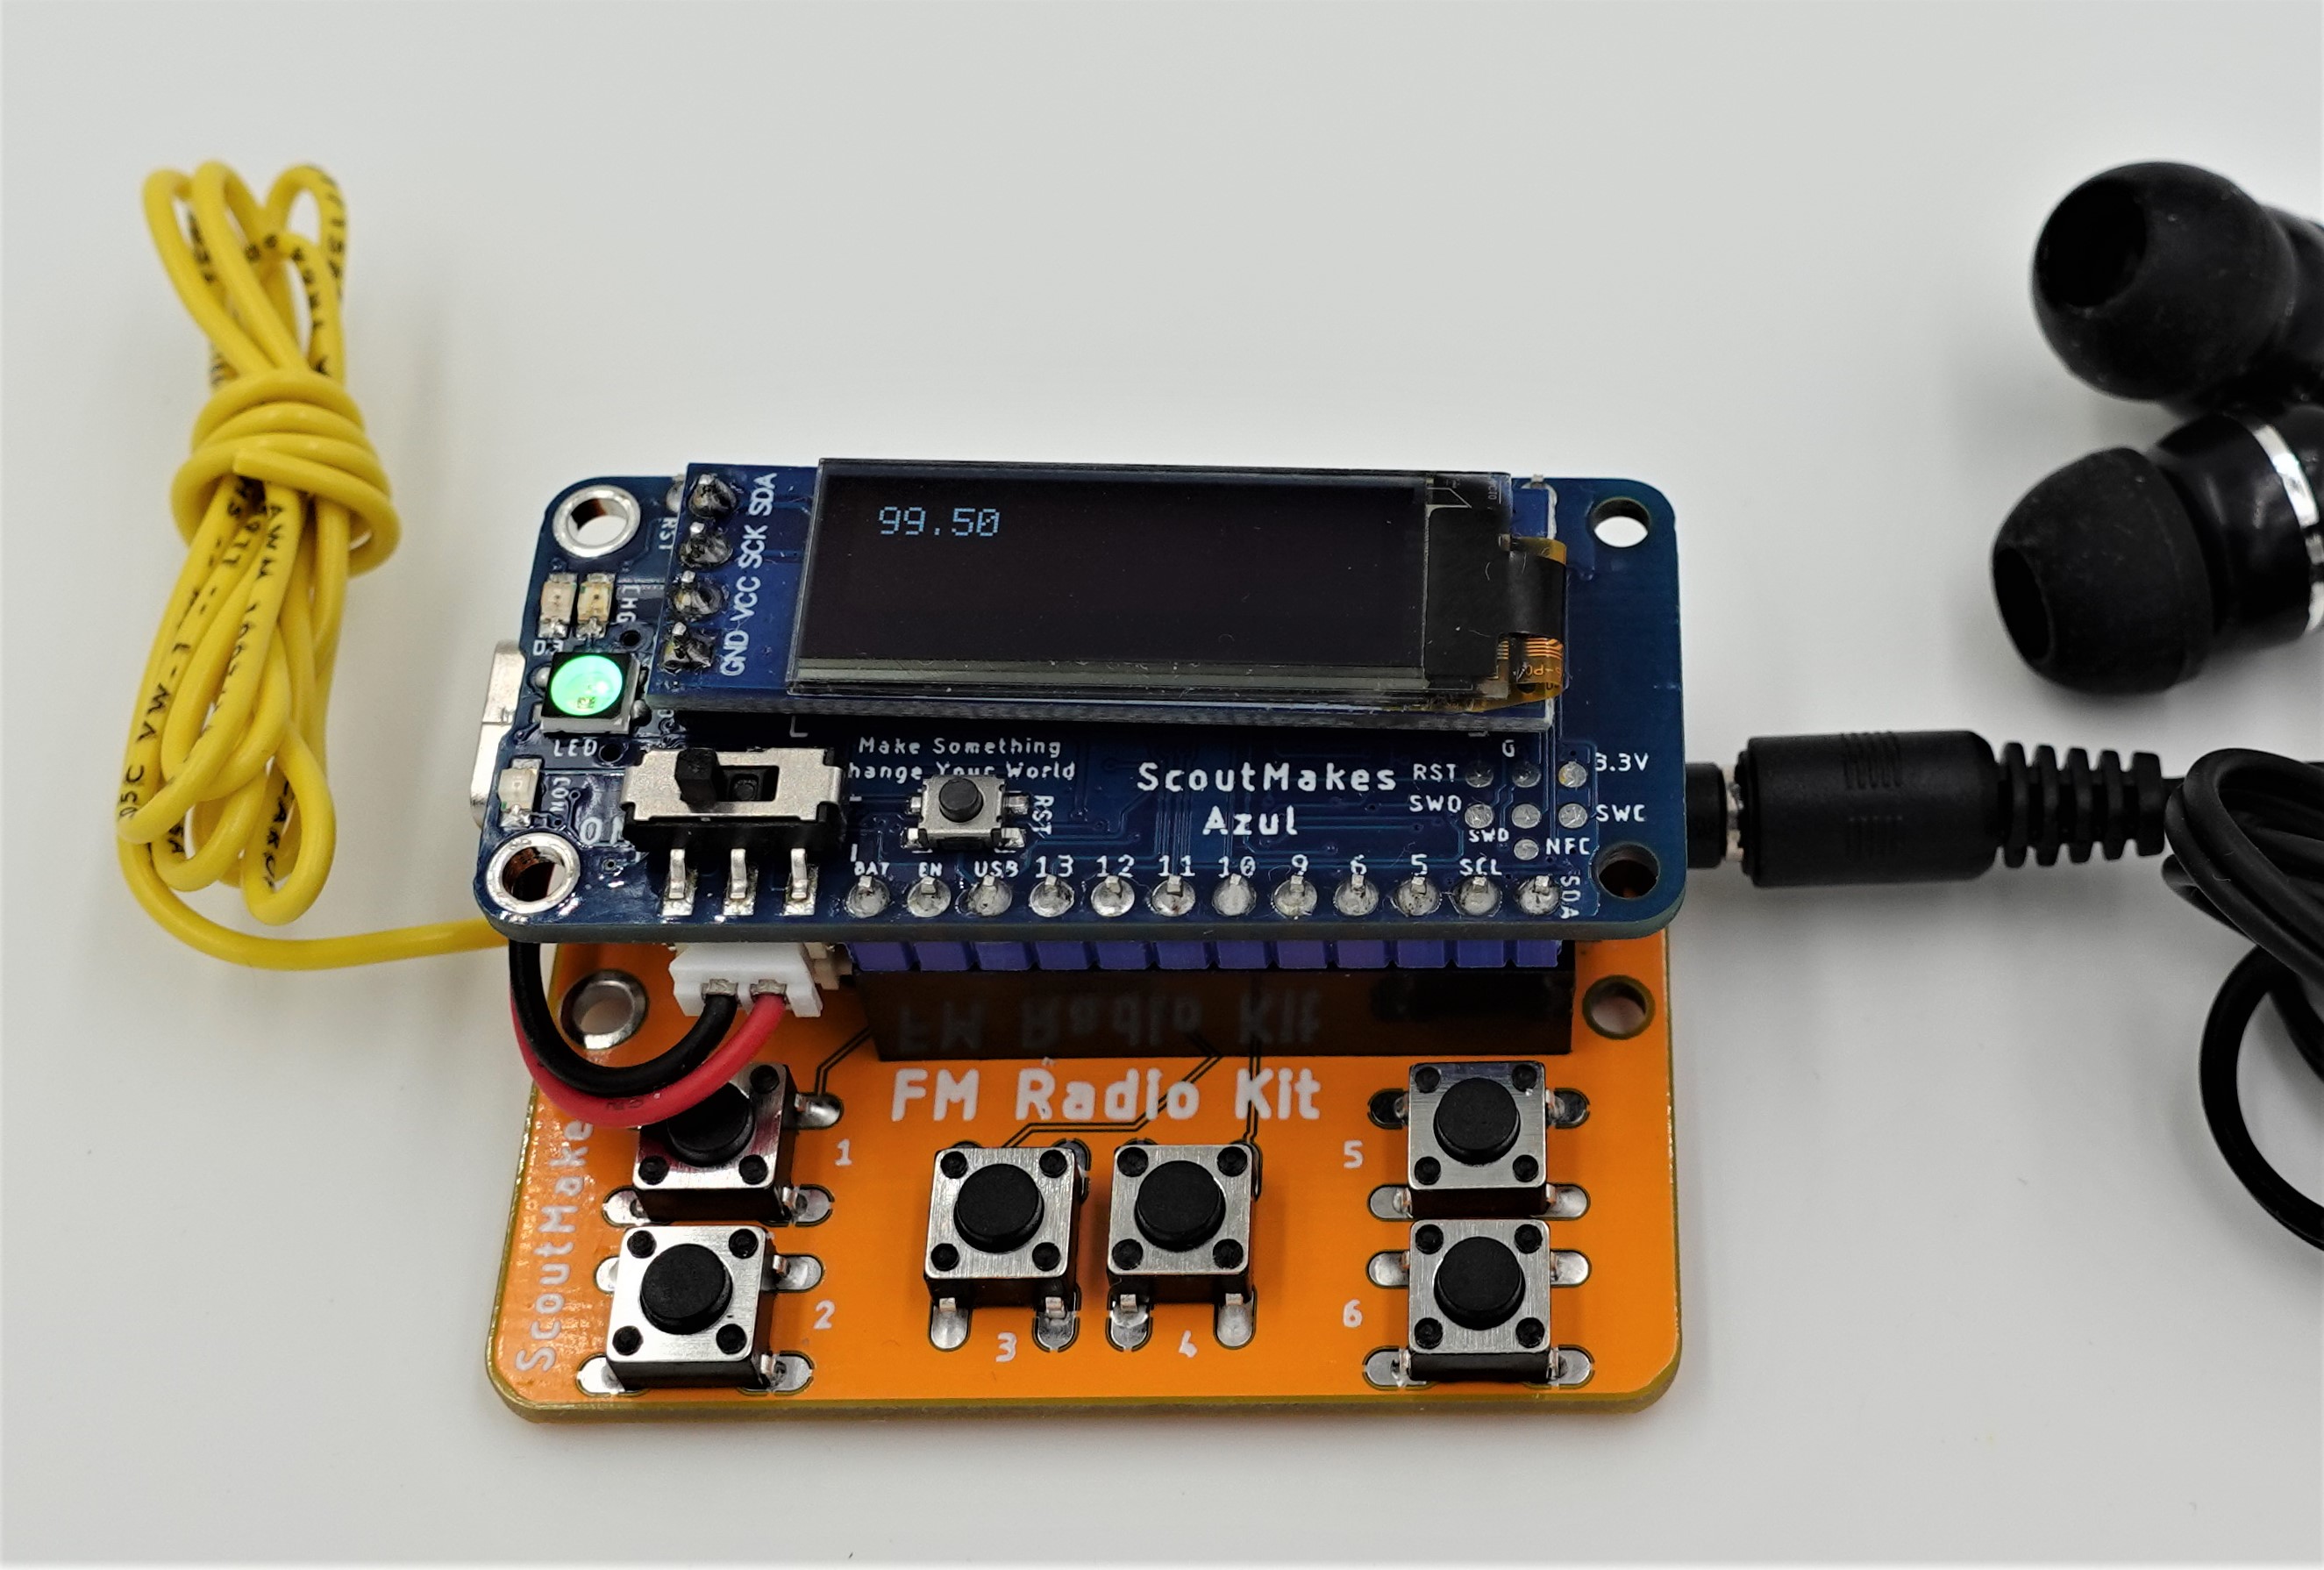 99.50
SDA
SCK
VCC
GND
RST
CHG
D3
LED
Make Something
hange Your World
ScoutMakes
Azul
RST
G
3.3V
SWO
SWC
SWD
NFC
RST
BAT EN USB 13 12 11 10 9 6 5 SCL SDA
FM Radio Kit
ScoutMake
1
2
3
4
5
6